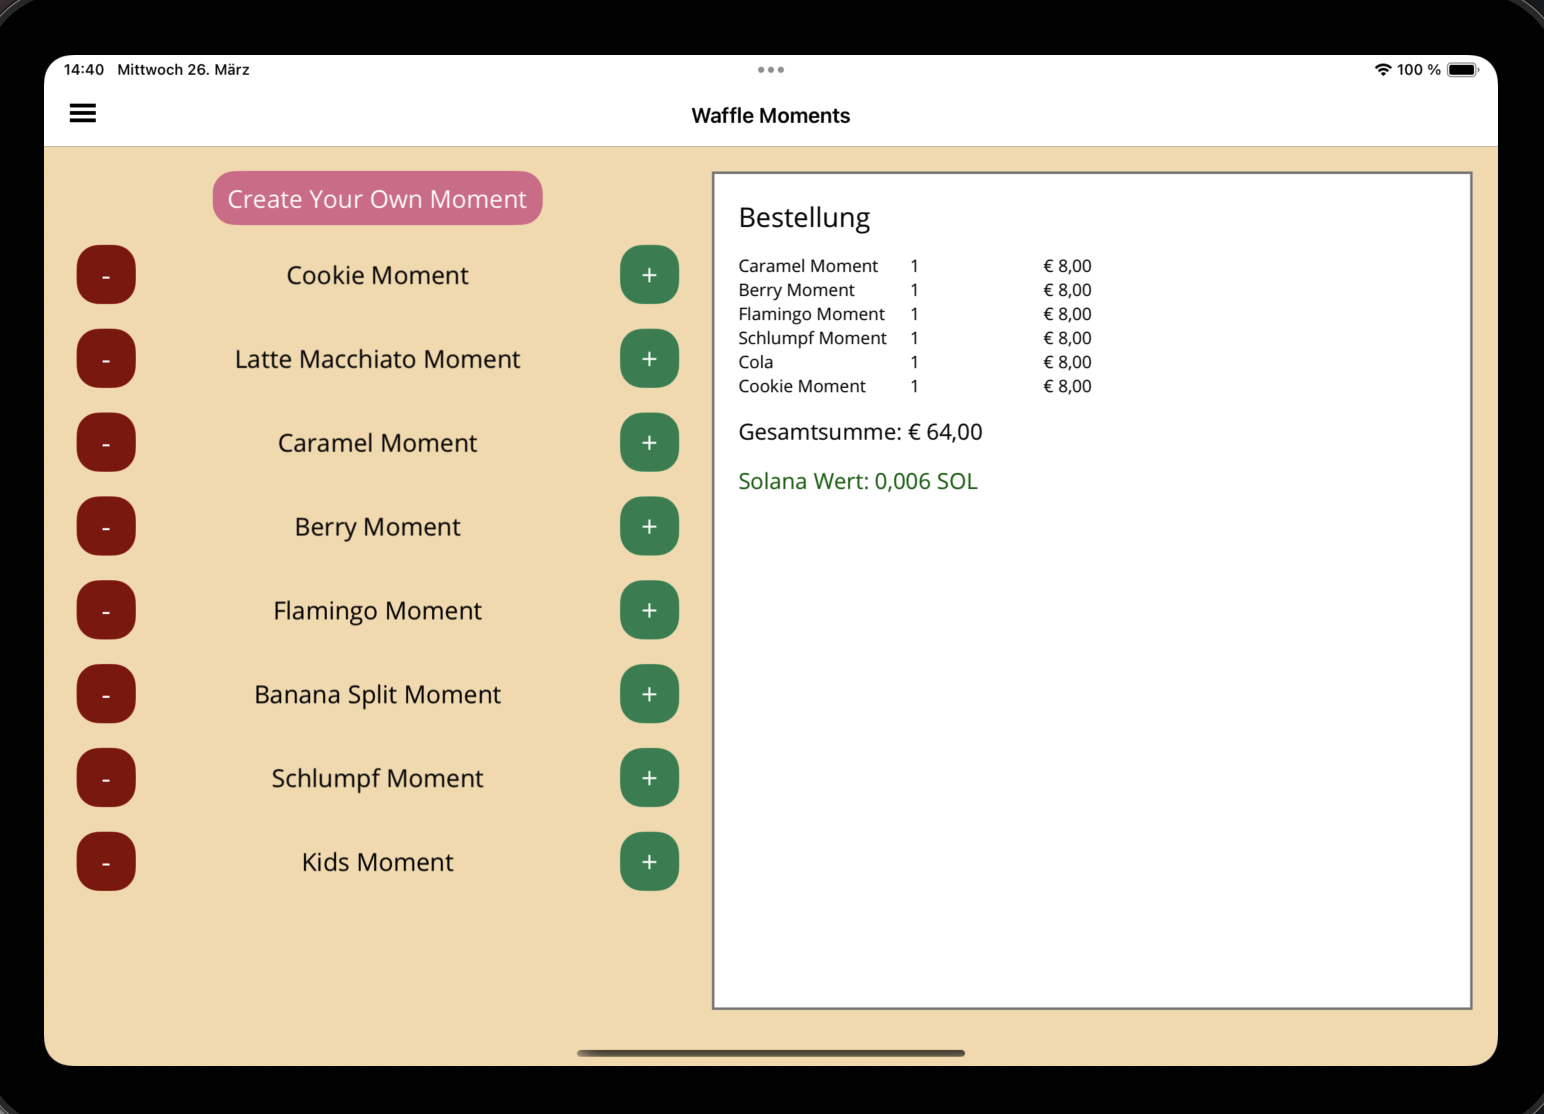 14:40 Mittwoch 26. März
100 %
Waffle Moments
Create Your Own Moment
- Cookie Moment +
- Latte Macchiato Moment +
- Caramel Moment +
- Berry Moment +
- Flamingo Moment +
- Banana Split Moment +
- Schlumpf Moment +
- Kids Moment +
Bestellung
Caramel Moment 1 € 8,00
Berry Moment 1 € 8,00
Flamingo Moment 1 € 8,00
Schlumpf Moment 1 € 8,00
Cola 1 € 8,00
Cookie Moment 1 € 8,00
Gesamtsumme: € 64,00
Solana Wert: 0,006 SOL